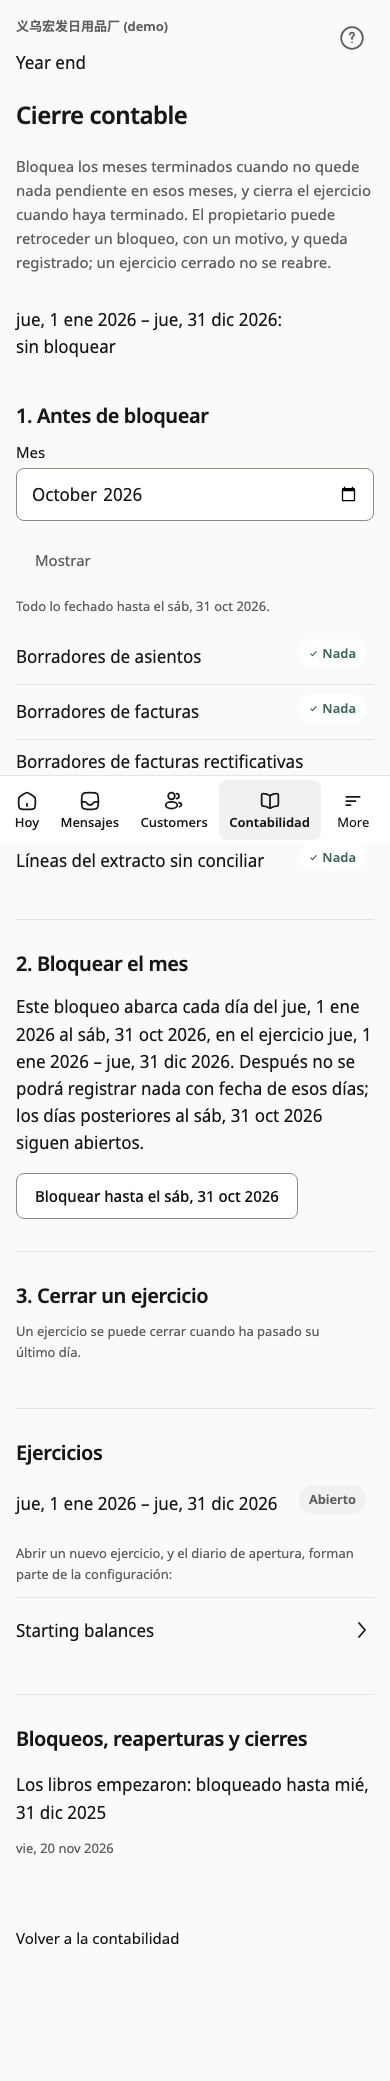 义乌宏发日用品厂 (demo)
Year end
Cierre contable
Bloquea los meses terminados cuando no quede
nada pendiente en esos meses, y cierra el ejercicio
cuando haya terminado. El propietario puede
retroceder un bloqueo, con un motivo, y queda
registrado; un ejercicio cerrado no se reabre.
jue, 1 ene 2026 – jue, 31 dic 2026:
sin bloquear
1. Antes de bloquear
Mes
October 2026
Mostrar
Todo lo fechado hasta el sáb, 31 oct 2026.
Borradores de asientos
Nada
Borradores de facturas
Nada
Borradores de facturas rectificativas
Hoy
Mensajes
Customers
Contabilidad
More
Líneas del extracto sin conciliar
Nada
2. Bloquear el mes
Este bloqueo abarca cada día del jue, 1 ene
2026 al sáb, 31 oct 2026, en el ejercicio jue, 1
ene 2026 – jue, 31 dic 2026. Después no se
podrá registrar nada con fecha de esos días;
los días posteriores al sáb, 31 oct 2026
siguen abiertos.
Bloquear hasta el sáb, 31 oct 2026
3. Cerrar un ejercicio
Un ejercicio se puede cerrar cuando ha pasado su
último día.
Ejercicios
jue, 1 ene 2026 – jue, 31 dic 2026
Abierto
Abrir un nuevo ejercicio, y el diario de apertura, forman
parte de la configuración:
Starting balances
Bloqueos, reaperturas y cierres
Los libros empezaron: bloqueado hasta mié,
31 dic 2025
vie, 20 nov 2026
Volver a la contabilidad